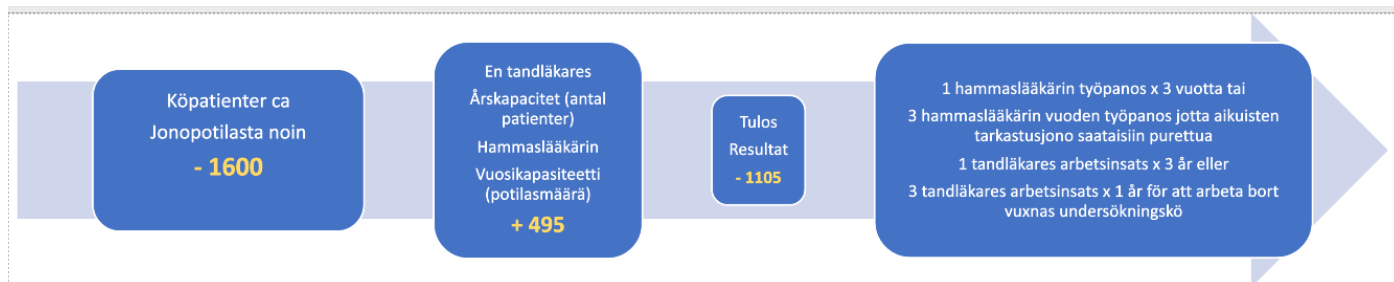 Köpatienter ca
Jonopotilasta noin
- 1600
En tandläkares
Årskapacitet (antal
patienter)
Hammaslääkärin
Vuosikapasiteetti
(potilasmäärä)
+ 495
Tulos
Resultat
- 1105
1 hammaslääkärin työpanos x 3 vuotta tai
3 hammaslääkärin vuoden työpanos jotta aikuisten
tarkastusjono saataisiin purettua
1 tandläkares arbetsinsats x 3 år eller
3 tandläkares arbetsinsats x 1 år för att arbeta bort
vuxnas undersökningskö